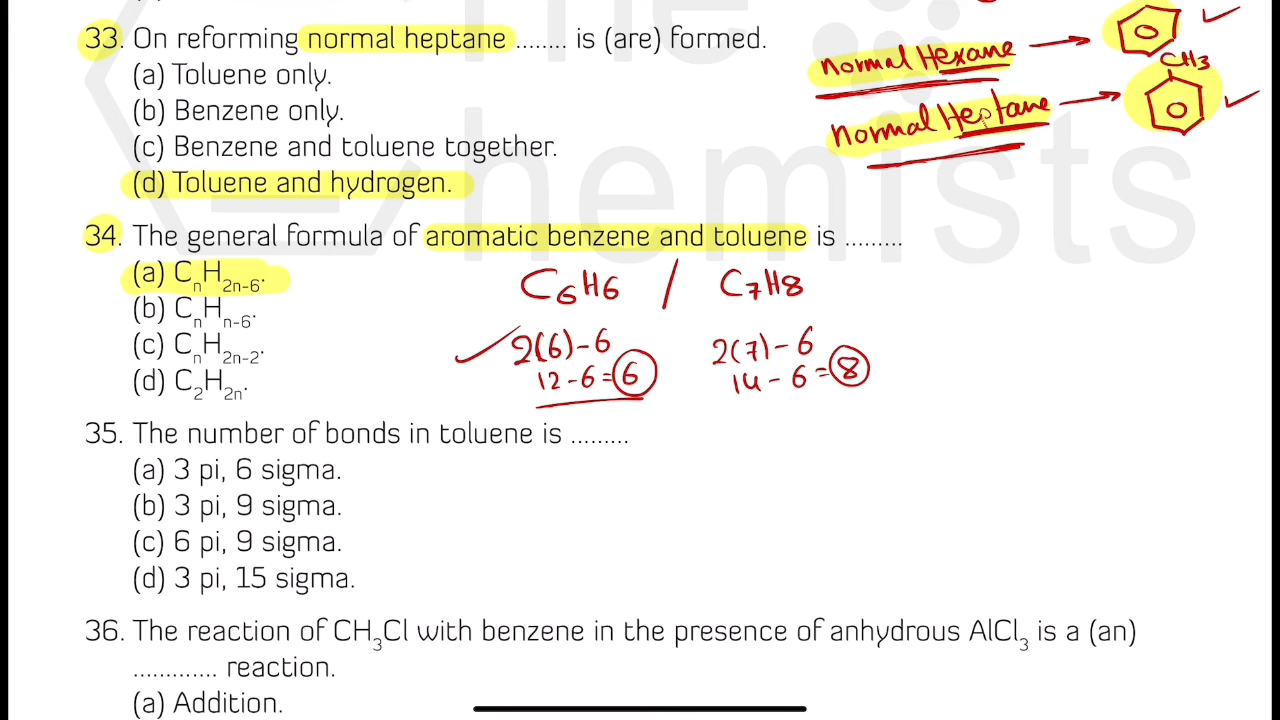 33. On reforming normal heptane ........ is (are) formed.
(a) Toluene only.
(b) Benzene only.
(c) Benzene and toluene together.
(d) Toluene and hydrogen.
normal Hexane
CH3
normal Heptane
34. The general formula of aromatic benzene and toluene is .........
(a) CnH2n-6.
(b) CnHn-6.
(c) CnH2n-2.
(d) C2H2n.
C6H6 / C7H8
2(6)-6 2(7)-6
12-6=6 14-6=8
35. The number of bonds in toluene is .........
(a) 3 pi, 6 sigma.
(b) 3 pi, 9 sigma.
(c) 6 pi, 9 sigma.
(d) 3 pi, 15 sigma.
36. The reaction of CH3Cl with benzene in the presence of anhydrous AlCl3 is a (an)
............. reaction.
(a) Addition.
The
Chemists